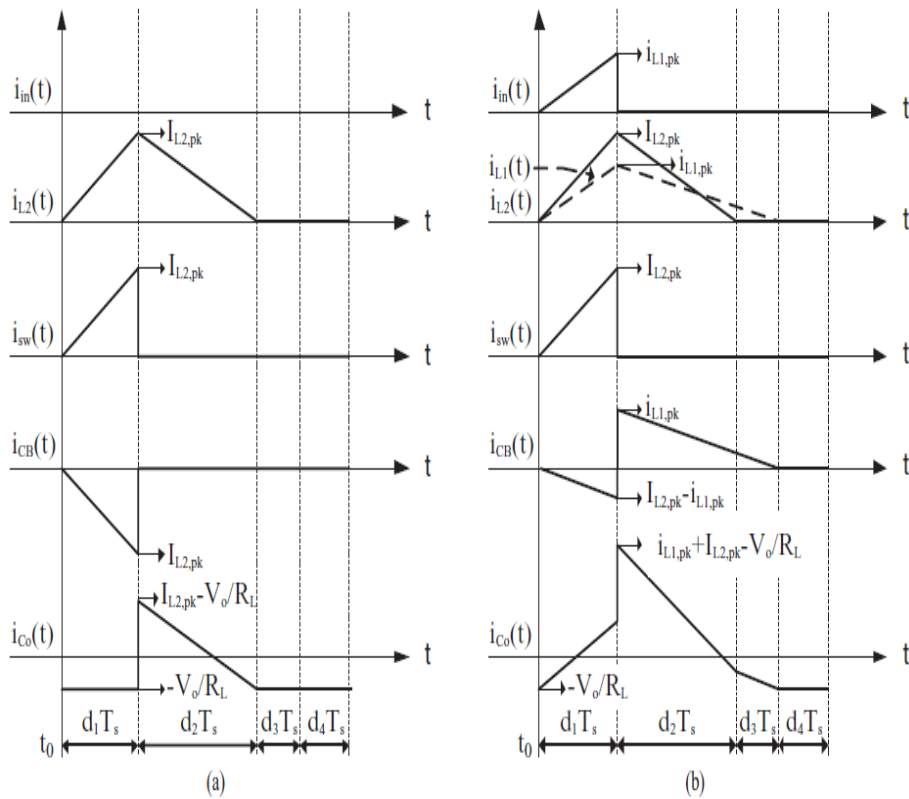 i_in(t)
t
I_L2,pk
i_L2(t)
t
I_L2,pk
i_sw(t)
t
i_CB(t)
t
I_L2,pk
I_L2,pk-V_o/R_L
i_Co(t)
t
-V_o/R_L
d_1T_s
d_2T_s
d_3T_s
d_4T_s
t_0
(a)
i_L1,pk
i_in(t)
t
I_L2,pk
i_L1(t)
i_L1,pk
i_L2(t)
t
I_L2,pk
i_sw(t)
t
i_L1,pk
i_CB(t)
t
I_L2,pk-i_L1,pk
i_L1,pk+I_L2,pk-V_o/R_L
i_Co(t)
t
-V_o/R_L
d_1T_s
d_2T_s
d_3T_s
d_4T_s
(b)